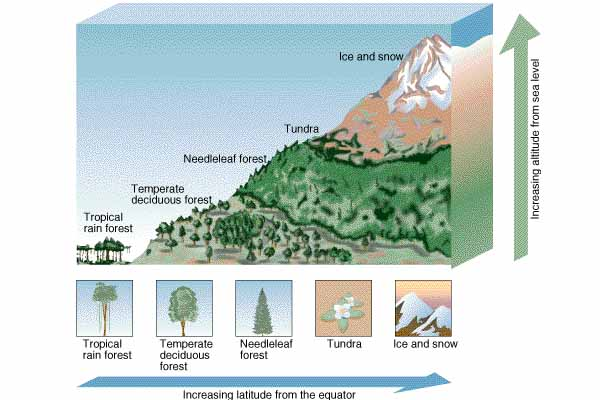 Ice and snow
Tundra
Needleleaf forest
Temperate
deciduous forest
Tropical
rain forest
Increasing altitude from sea level
Tropical
rain forest
Temperate
deciduous
forest
Needleleaf
forest
Tundra
Ice and snow
Increasing latitude from the equator